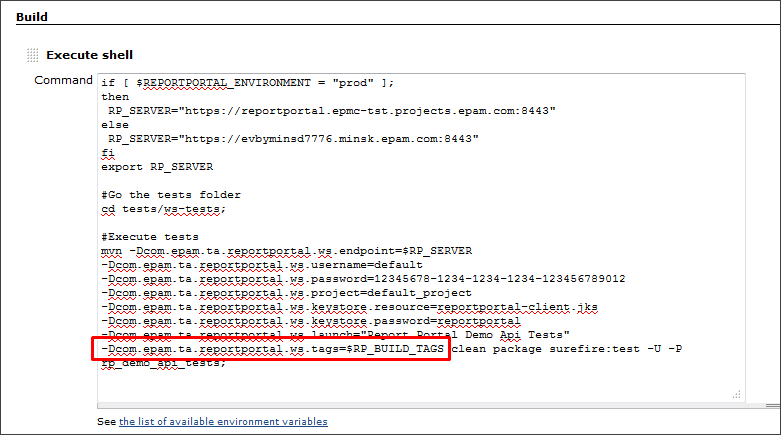 Build
Execute shell
Command
if [ $REPORTPORTAL_ENVIRONMENT = "prod" ];
then
RP_SERVER="https://reportportal.epmc-tst.projects.epam.com:8443"
else
RP_SERVER="https://evbyminsd7776.minsk.epam.com:8443"
fi
export RP_SERVER
#Go the tests folder
cd tests/ws-tests;
#Execute tests
mvn -Dcom.epam.ta.reportportal.ws.endpoint=$RP_SERVER
-Dcom.epam.ta.reportportal.ws.username=default
-Dcom.epam.ta.reportportal.ws.password=12345678-1234-1234-1234-123456789012
-Dcom.epam.ta.reportportal.ws.project=default_project
-Dcom.epam.ta.reportportal.ws.keystore.resource=reportportal-client.jks
-Dcom.epam.ta.reportportal.ws.keystore.password=reportportal
-Dcom.epam.ta.reportportal.ws.launch="Report Portal Demo Api Tests"
-Dcom.epam.ta.reportportal.ws.tags=$RP_BUILD_TAGS clean package surefire:test -U -P
rp_demo_api_tests;
See the list of available environment variables